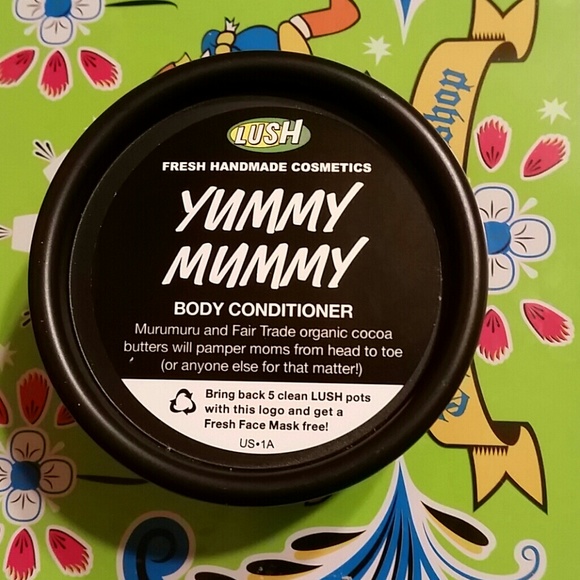 LUSH
FRESH HANDMADE COSMETICS
YUMMY
MUMMY
BODY CONDITIONER
Murumuru and Fair Trade organic cocoa
butters will pamper moms from head to toe
(or anyone else for that matter!)
Bring back 5 clean LUSH pots
with this logo and get a
Fresh Face Mask free!
US•1A